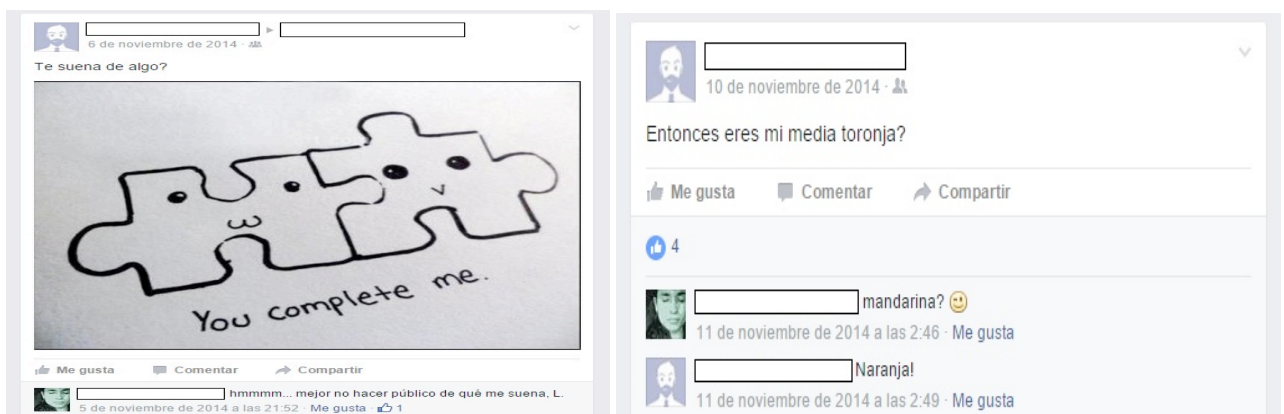 6 de noviembre de 2014 ·
Te suena de algo?
You complete me.
Me gusta Comentar Compartir
hmmmm... mejor no hacer público de qué me suena, L.
5 de noviembre de 2014 a las 21:52 · Me gusta · 1
10 de noviembre de 2014 ·
Entonces eres mi media toronja?
Me gusta Comentar Compartir
4
mandarina?
11 de noviembre de 2014 a las 2:46 · Me gusta
Naranja!
11 de noviembre de 2014 a las 2:49 · Me gusta